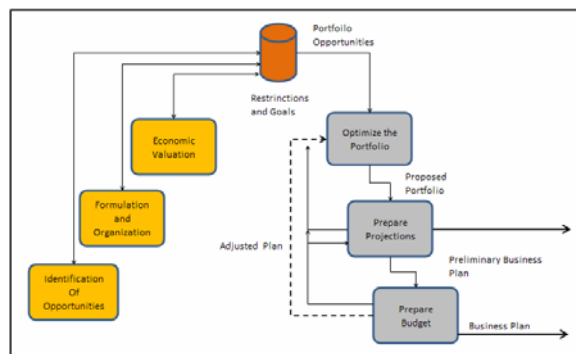 Portfoilo
Opportunities
Restrinctions
and Goals
Economic
Valuation
Optimize the
Portfolio
Proposed
Portfolio
Formulation
and
Organization
Prepare
Projections
Adjusted Plan
Preliminary Business
Plan
Identification
Of
Opportunities
Prepare
Budget
Business Plan